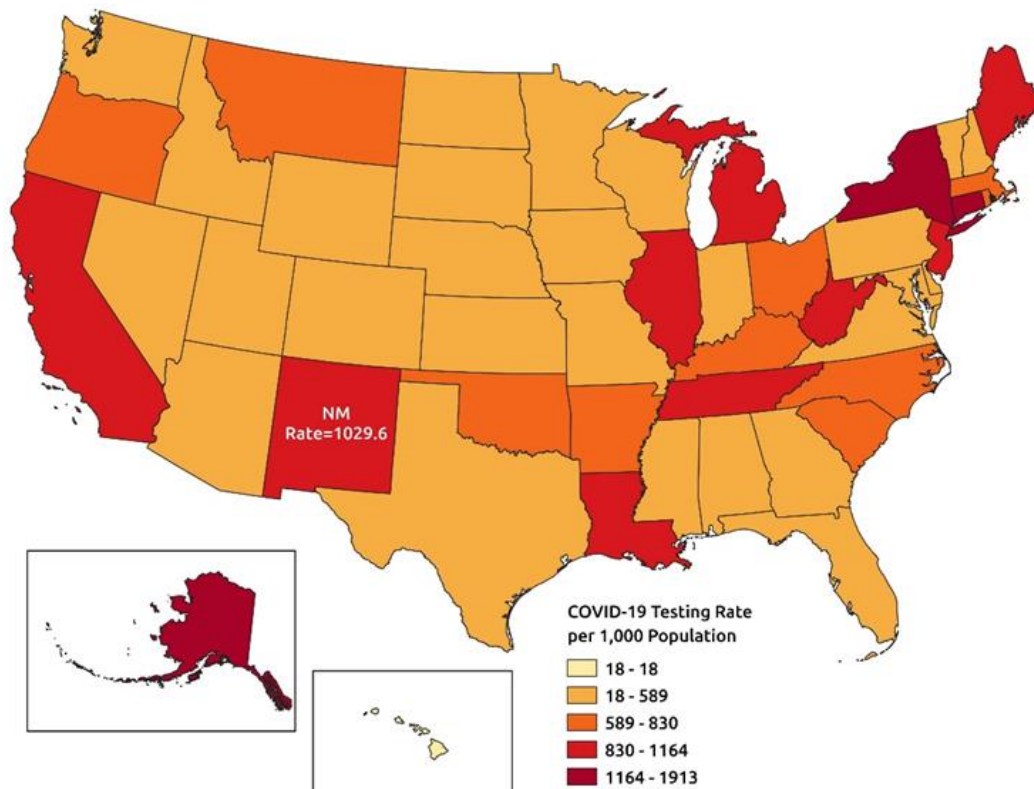 NM
Rate=1029.6
COVID-19 Testing Rate
per 1,000 Population
18 - 18
18 - 589
589 - 830
830 - 1164
1164 - 1913